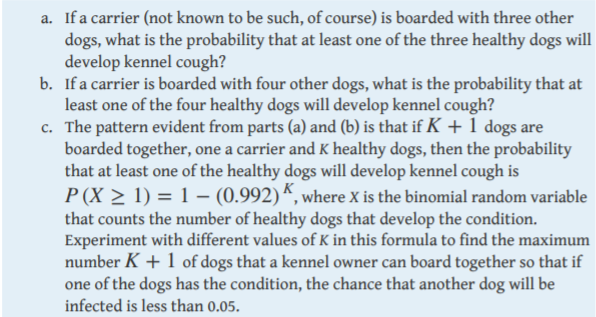 a. If a carrier (not known to be such, of course) is boarded with three other
dogs, what is the probability that at least one of the three healthy dogs will
develop kennel cough?
b. If a carrier is boarded with four other dogs, what is the probability that at
least one of the four healthy dogs will develop kennel cough?
c. The pattern evident from parts (a) and (b) is that if K + 1 dogs are
boarded together, one a carrier and K healthy dogs, then the probability
that at least one of the healthy dogs will develop kennel cough is
P (X ≥ 1) = 1 − (0.992)^K, where X is the binomial random variable
that counts the number of healthy dogs that develop the condition.
Experiment with different values of K in this formula to find the maximum
number K + 1 of dogs that a kennel owner can board together so that if
one of the dogs has the condition, the chance that another dog will be
infected is less than 0.05.